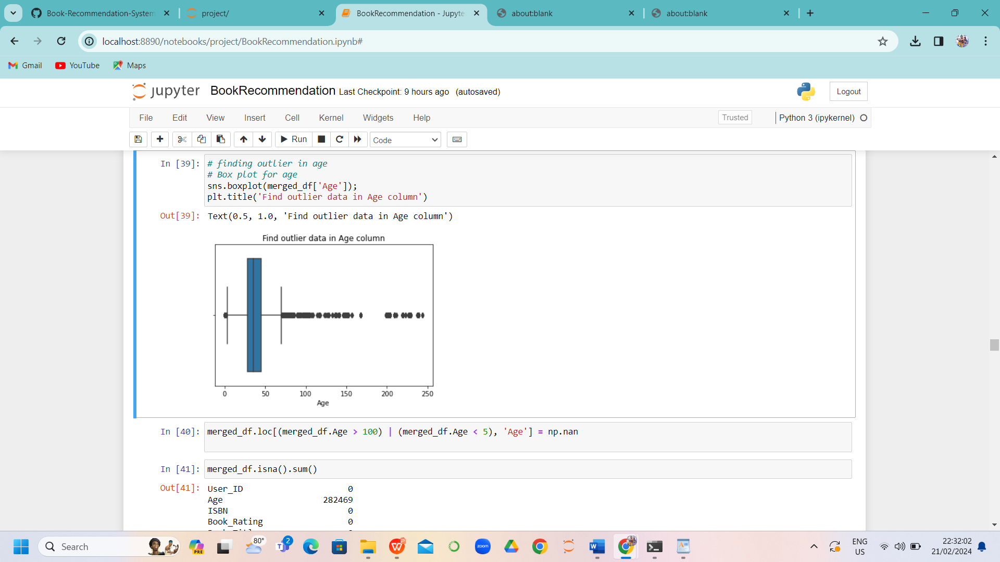 Book-Recommendation-System
project/
BookRecommendation - Jupyte
about:blank
about:blank
localhost:8890/notebooks/project/BookRecommendation.ipynb#
Gmail YouTube Maps
jupyter BookRecommendation Last Checkpoint: 9 hours ago (autosaved)
Logout
File Edit View Insert Cell Kernel Widgets Help
Trusted Python 3 (ipykernel)
Run Code
In [39]: # finding outlier in age
# Box plot for age
sns.boxplot(merged_df['Age']);
plt.title('Find outlier data in Age column')
Out[39]: Text(0.5, 1.0, 'Find outlier data in Age column')
Find outlier data in Age column
0 50 100 150 200 250
Age
In [40]: merged_df.loc[(merged_df.Age > 100) | (merged_df.Age < 5), 'Age'] = np.nan
In [41]: merged_df.isna().sum()
Out[41]: User_ID 0
Age 282469
ISBN 0
Book_Rating 0
Search
PRE
80°
2
zoom
ENG
US
22:32:02
21/02/2024